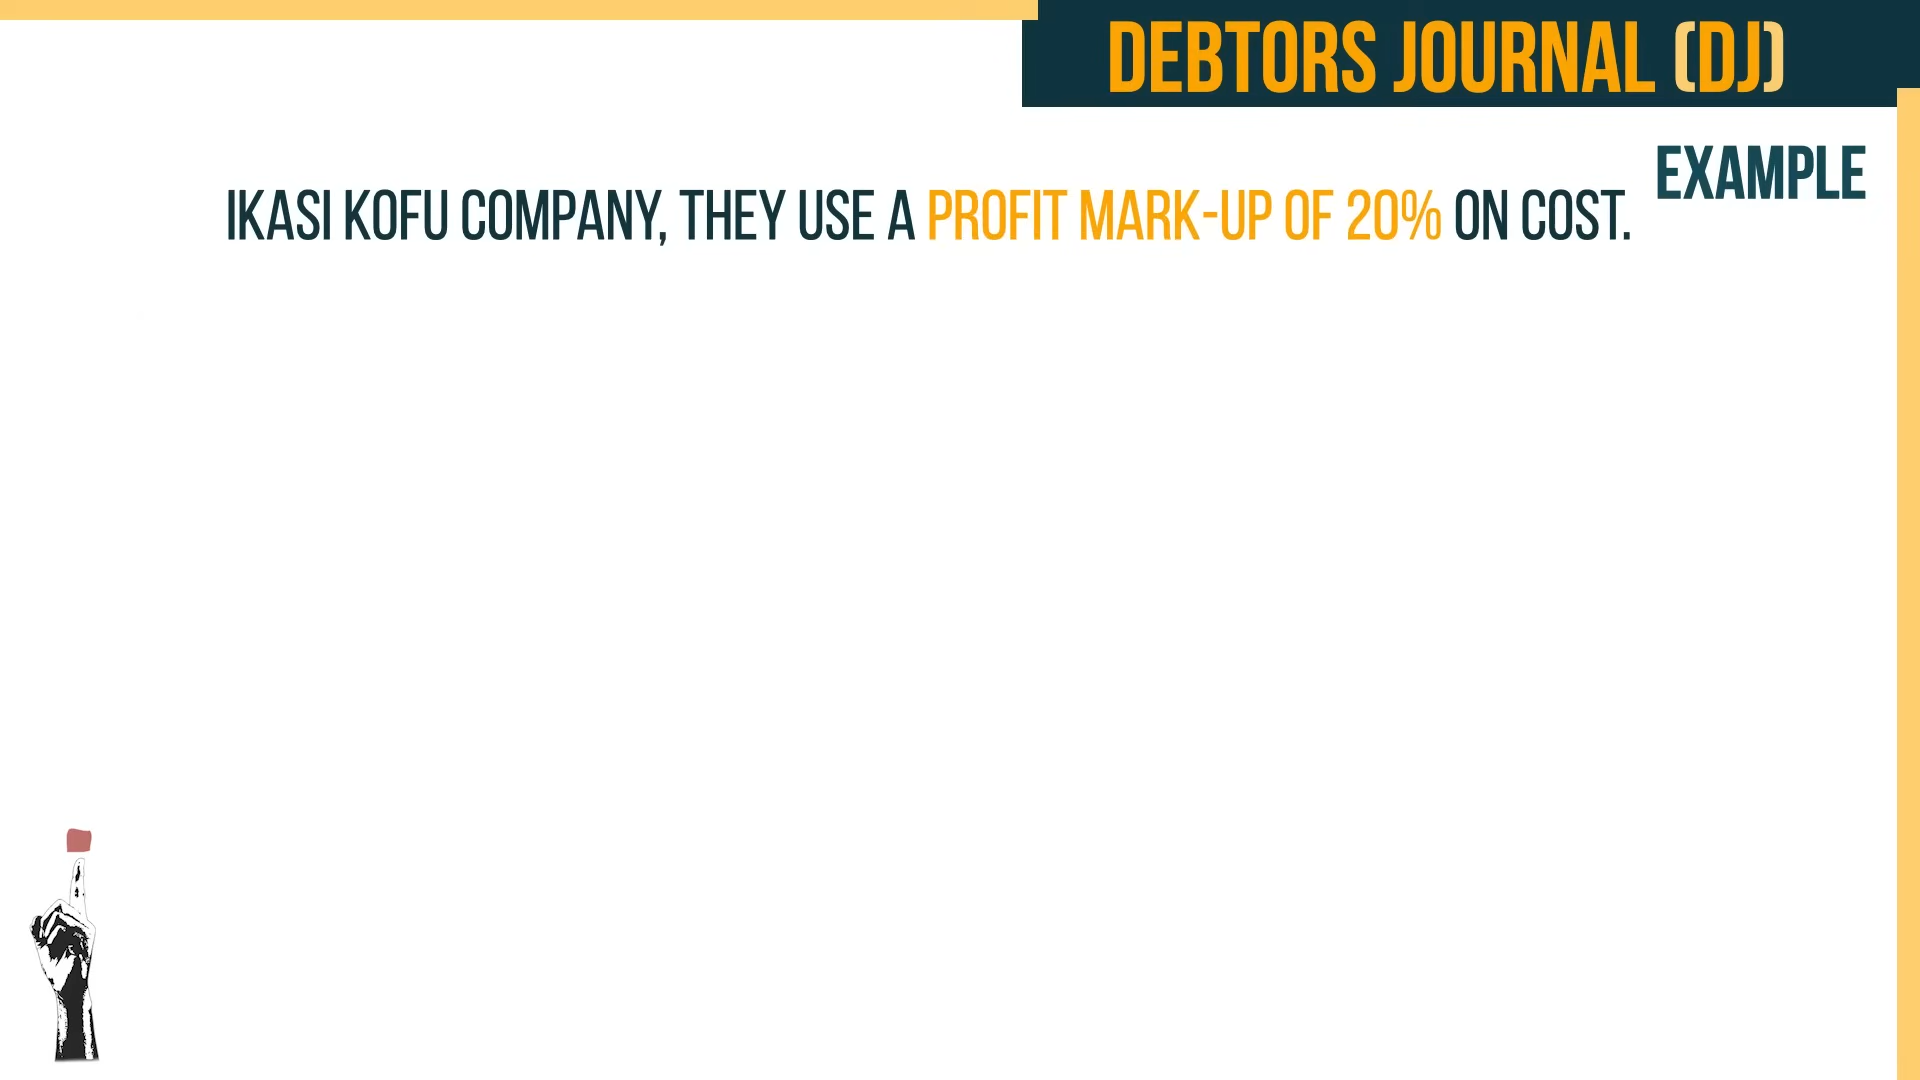 DEBTORS JOURNAL (DJ)
EXAMPLE
IKASI KOFU COMPANY, THEY USE A PROFIT MARK-UP OF 20% ON COST.